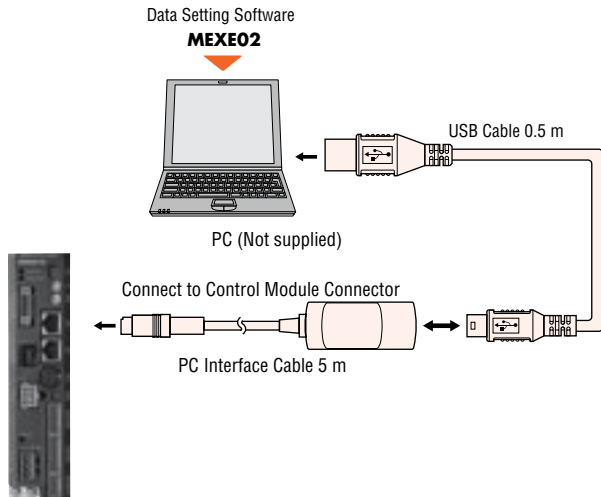 Data Setting Software
MEXE02
USB Cable 0.5 m
PC (Not supplied)
Connect to Control Module Connector
PC Interface Cable 5 m